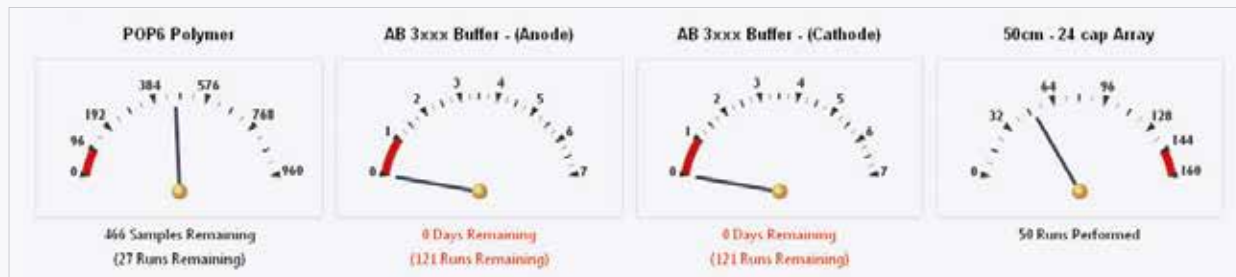 POP6 Polymer
0
96
192
384
576
768
960
466 Samples Remaining
(27 Runs Remaining)
AB 3xxx Buffer - (Anode)
0
1
2
3
4
5
6
7
0 Days Remaining
(121 Runs Remaining)
AB 3xxx Buffer - (Cathode)
0
1
2
3
4
5
6
7
0 Days Remaining
(121 Runs Remaining)
50cm - 24 cap Array
0
32
64
96
128
144
160
50 Runs Performed